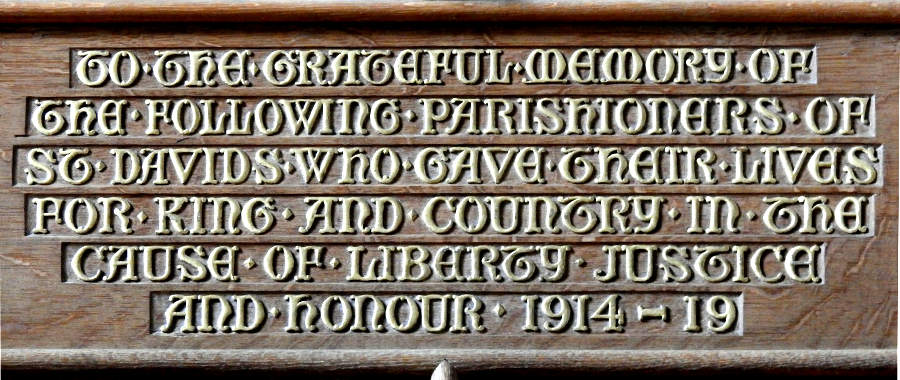 TO·THE·GRATEFUL·MEMORY·OF
THE·FOLLOWING·PARISHIONERS·OF
ST·DAVIDS·WHO·GAVE·THEIR·LIVES
FOR·KING·AND·COUNTRY·IN·THE
CAUSE·OF·LIBERTY·JUSTICE
AND·HONOUR·1914-19